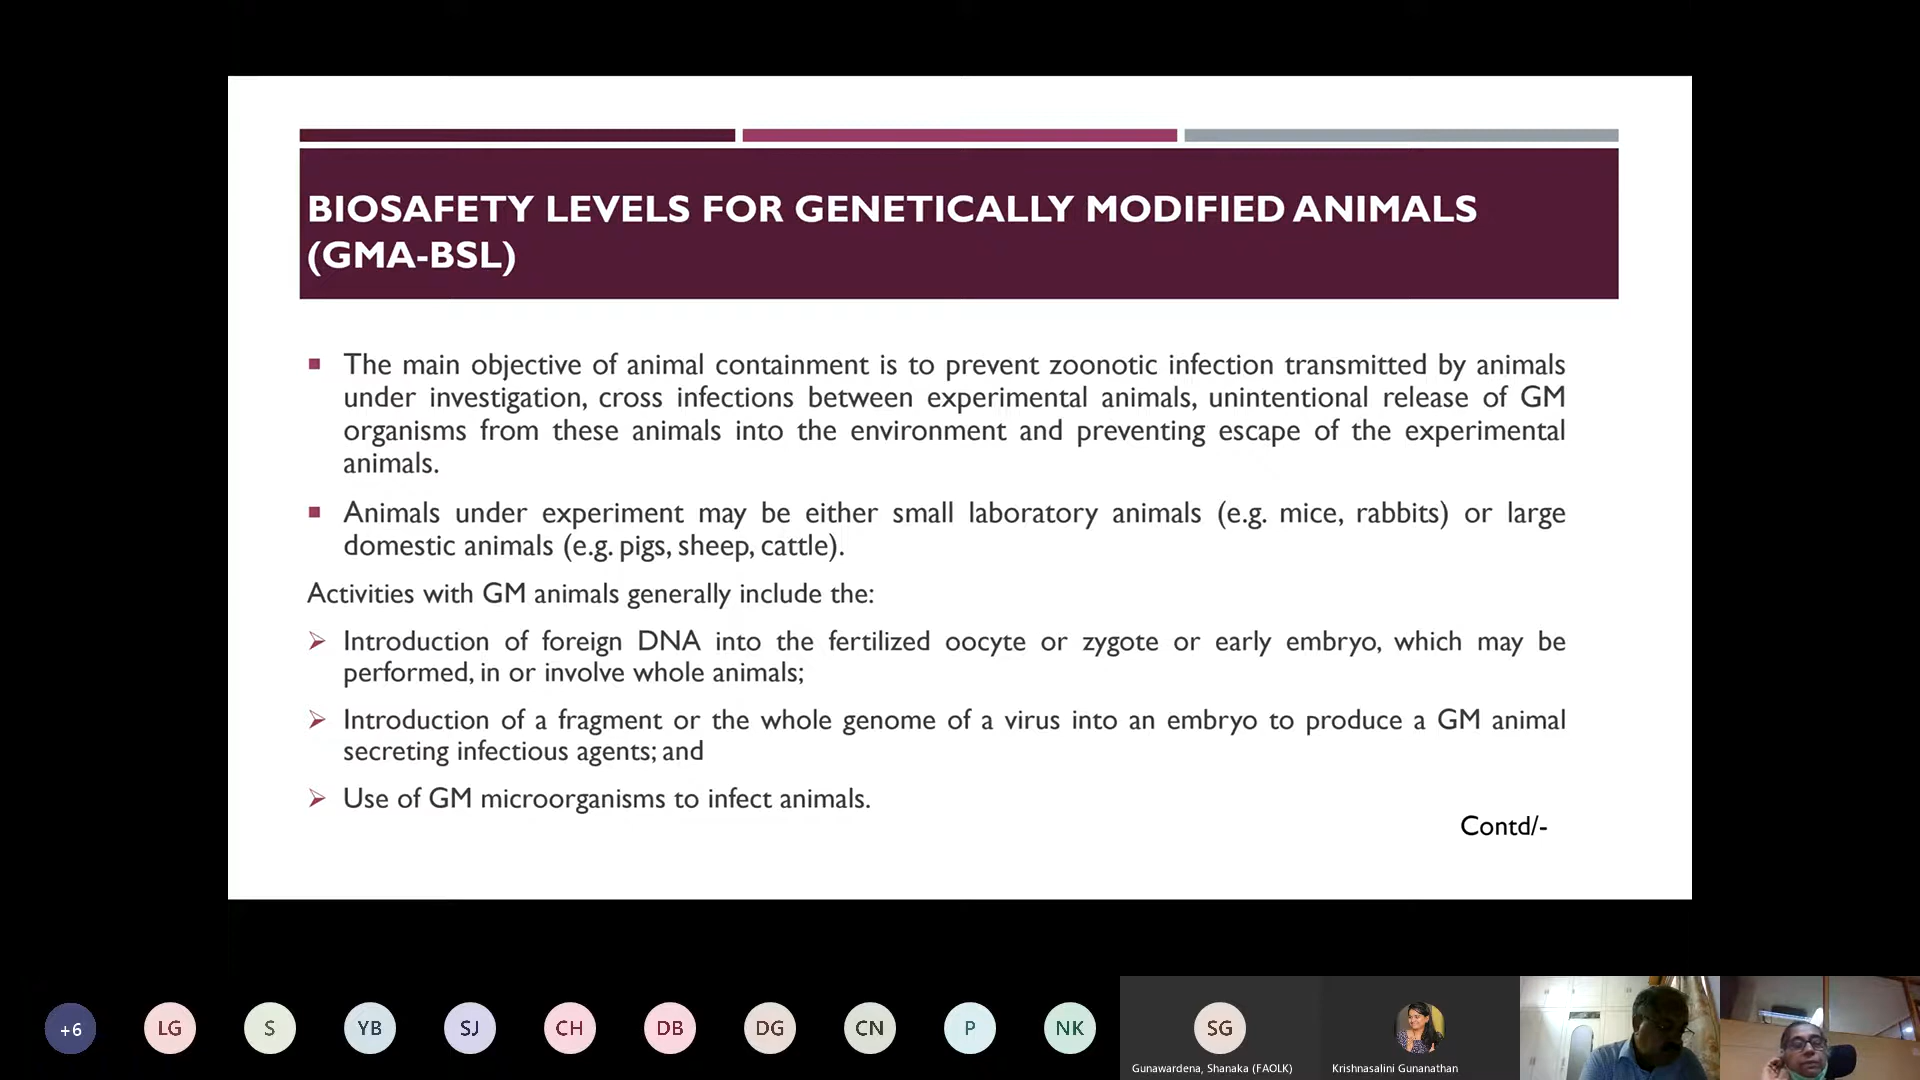 BIOSAFETY LEVELS FOR GENETICALLY MODIFIED ANIMALS
(GMA-BSL)
The main objective of animal containment is to prevent zoonotic infection transmitted by animals
under investigation, cross infections between experimental animals, unintentional release of GM
organisms from these animals into the environment and preventing escape of the experimental
animals.
Animals under experiment may be either small laboratory animals (e.g. mice, rabbits) or large
domestic animals (e.g. pigs, sheep, cattle).
Activities with GM animals generally include the:
Introduction of foreign DNA into the fertilized oocyte or zygote or early embryo, which may be
performed, in or involve whole animals;
Introduction of a fragment or the whole genome of a virus into an embryo to produce a GM animal
secreting infectious agents; and
Use of GM microorganisms to infect animals.
Contd/-
+6 LG S YB SJ CH DB DG CN P NK SG
Gunawardena, Shanaka (FAOLK) Krishnasalini Gunanathan